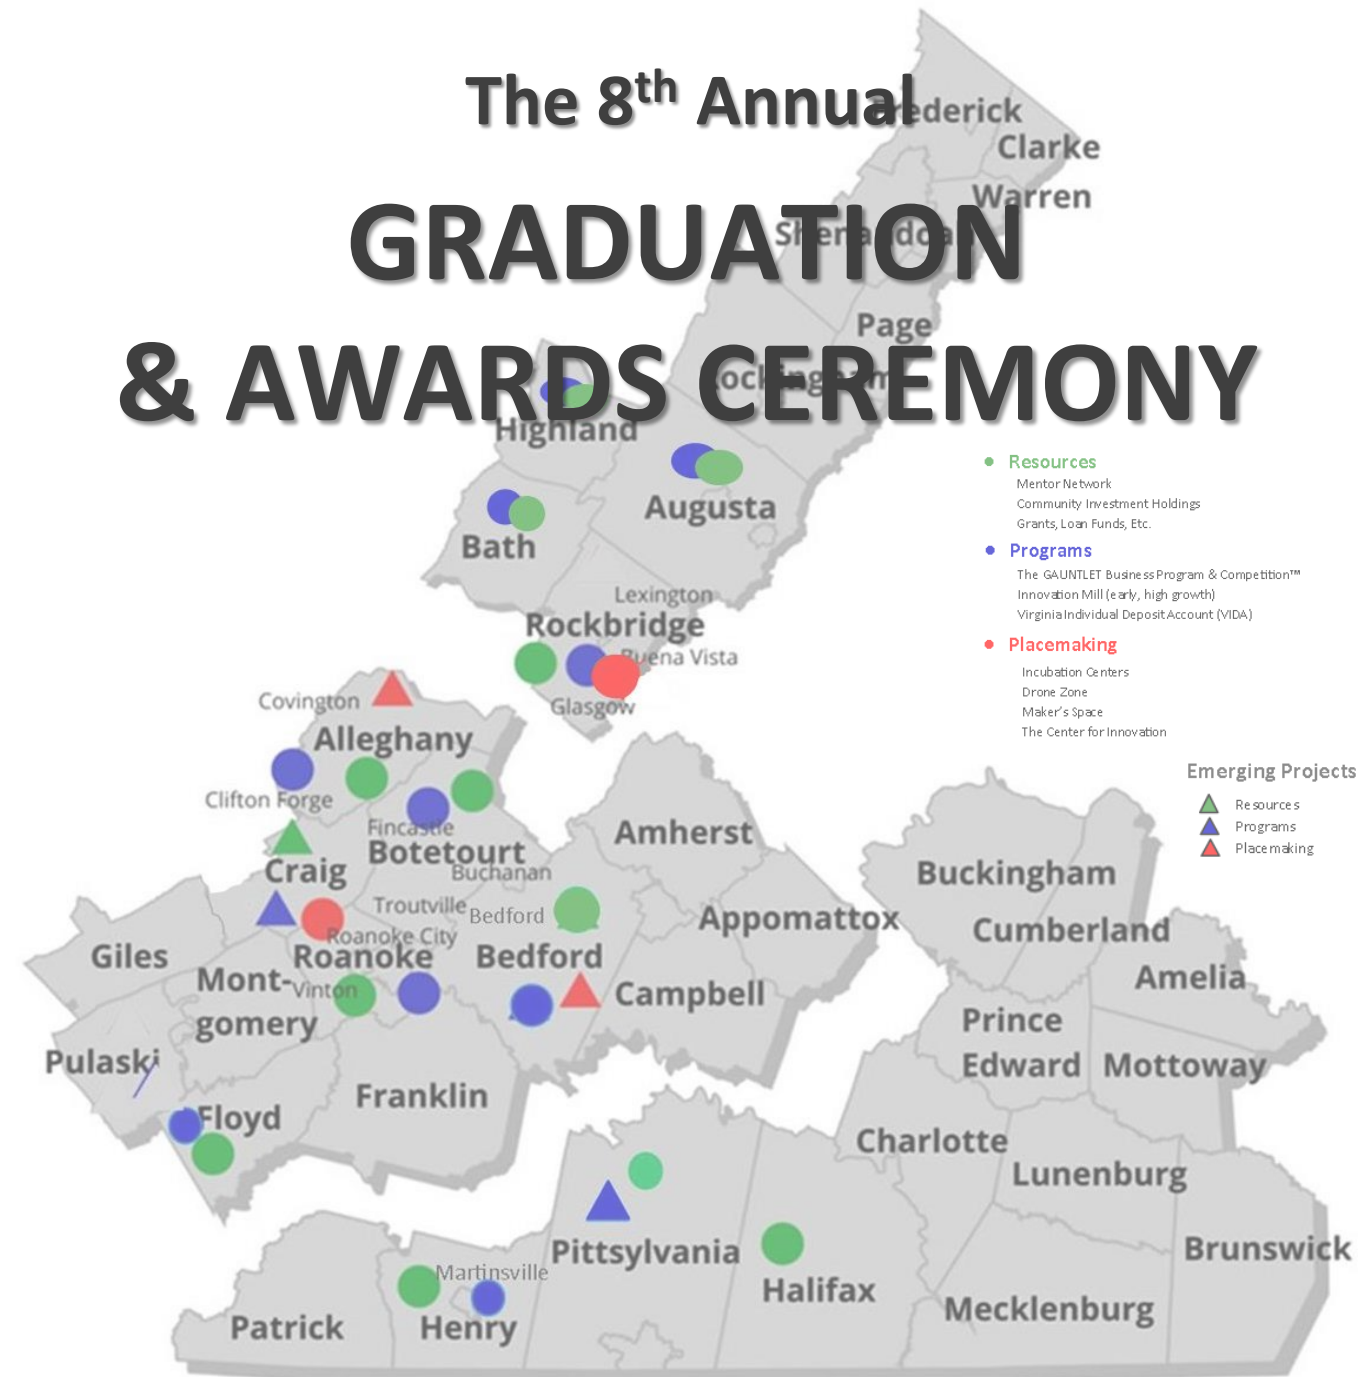 The 8th Annual
GRADUATION
& AWARDS CEREMONY
Clarke
Warren
Page
Highland
Augusta
Bath
Lexington
Rockbridge
Buena Vista
Glasgow
• Resources
Mentor Network
Community Investment Holdings
Grants, Loan Funds, Etc.
• Programs
The GAUNTLET Business Program & Competition™
Innovation Mill (early, high growth)
Virginia Individual Deposit Account (VIDA)
• Placemaking
Incubation Centers
Drone Zone
Maker's Space
The Center for Innovation
Emerging Projects
Resources
Programs
Placemaking
Covington
Alleghany
Clifton Forge
Fincastle
Botetourt
Buchanan
Craig
Troutville
Bedford
Roanoke City
Roanoke
Bedford
Giles
Mont-
gomery
Vinton
Pulaski
Floyd
Franklin
Amherst
Appomattox
Campbell
Buckingham
Cumberland
Amelia
Prince
Edward
Mottoway
Charlotte
Lunenburg
Brunswick
Pittsylvania
Halifax
Mecklenburg
Martinsville
Henry
Patrick